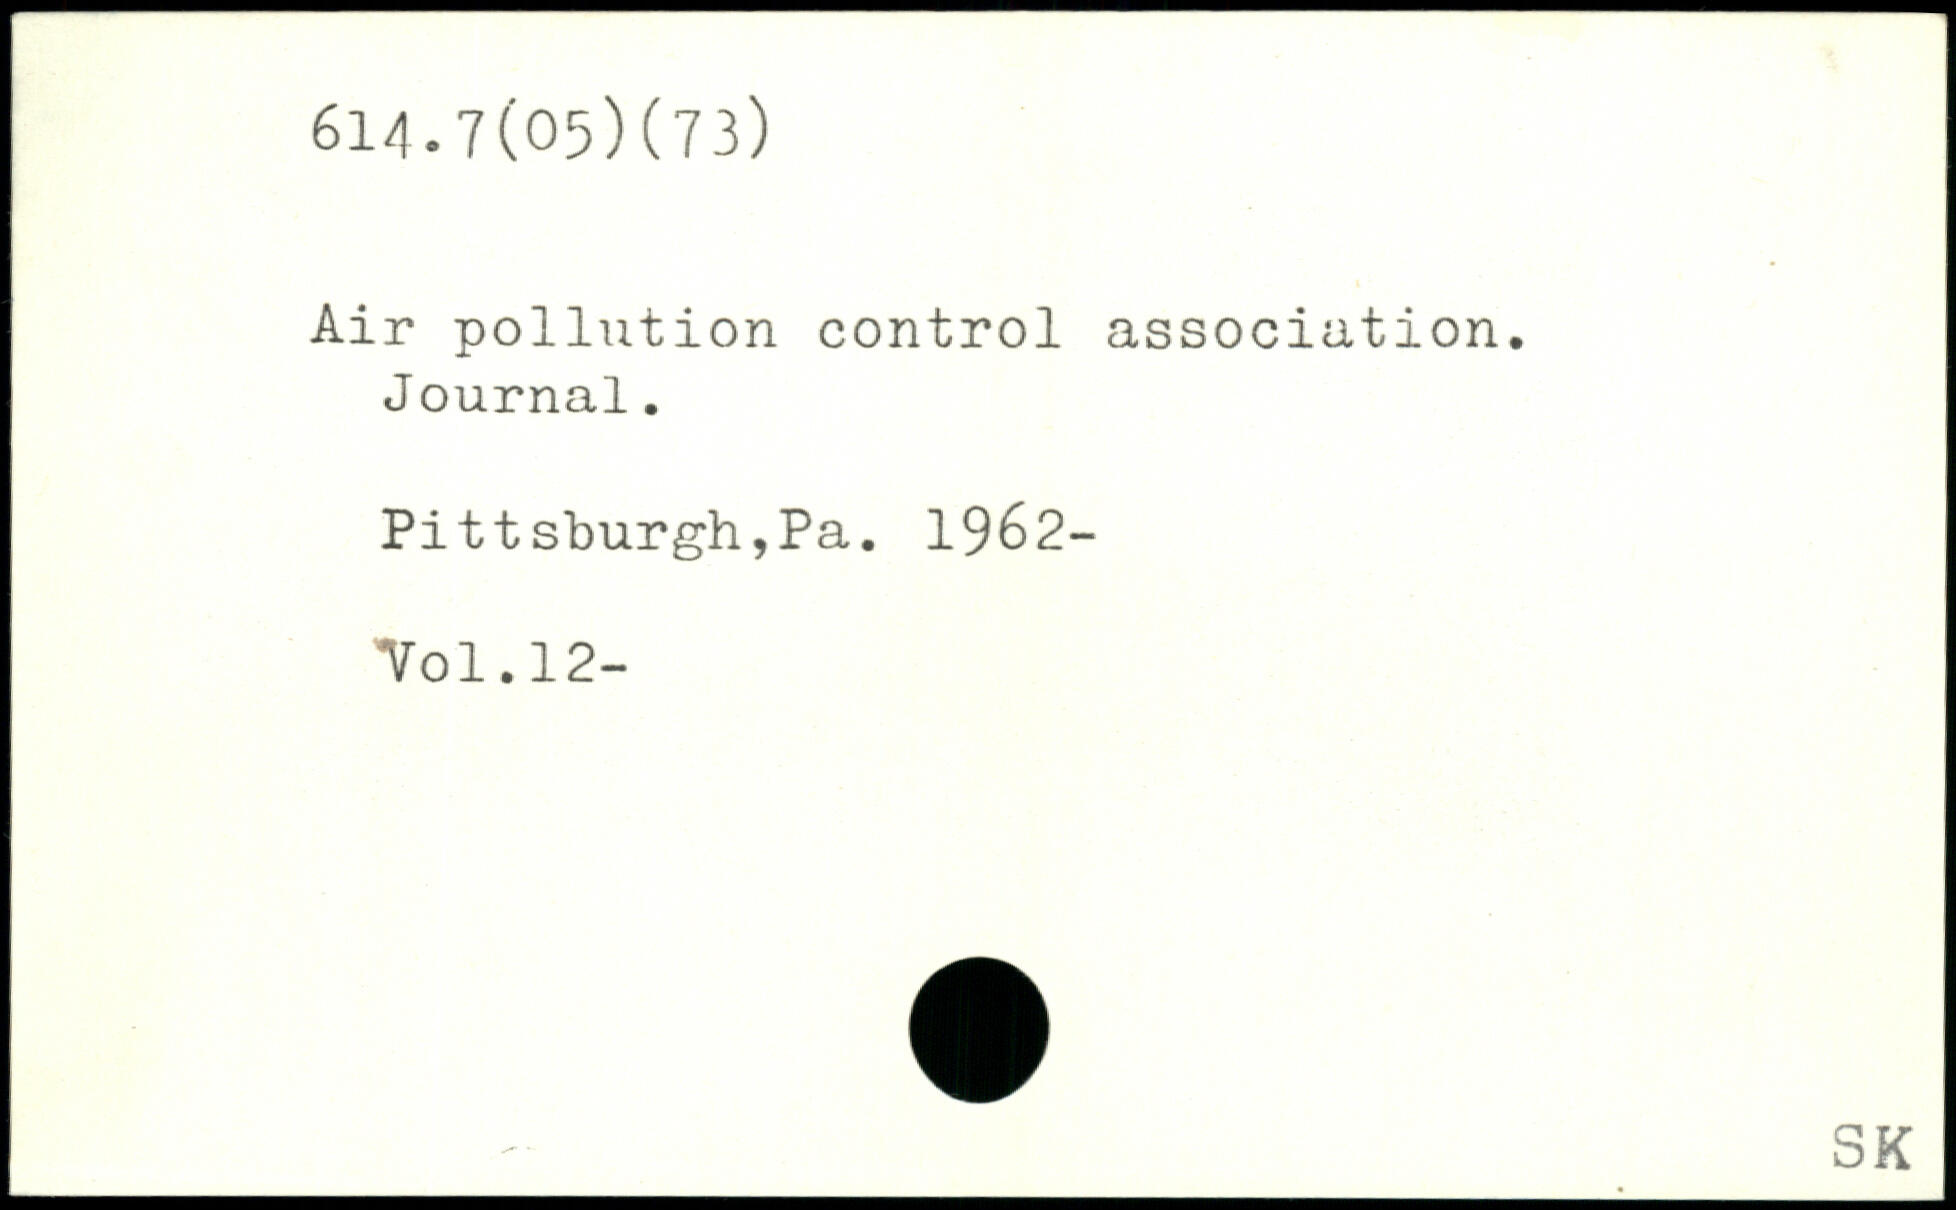 614.7(05)(73)
Air pollution control association.
Journal.
Pittsburgh,Pa. 1962-
Vol.12-
SK